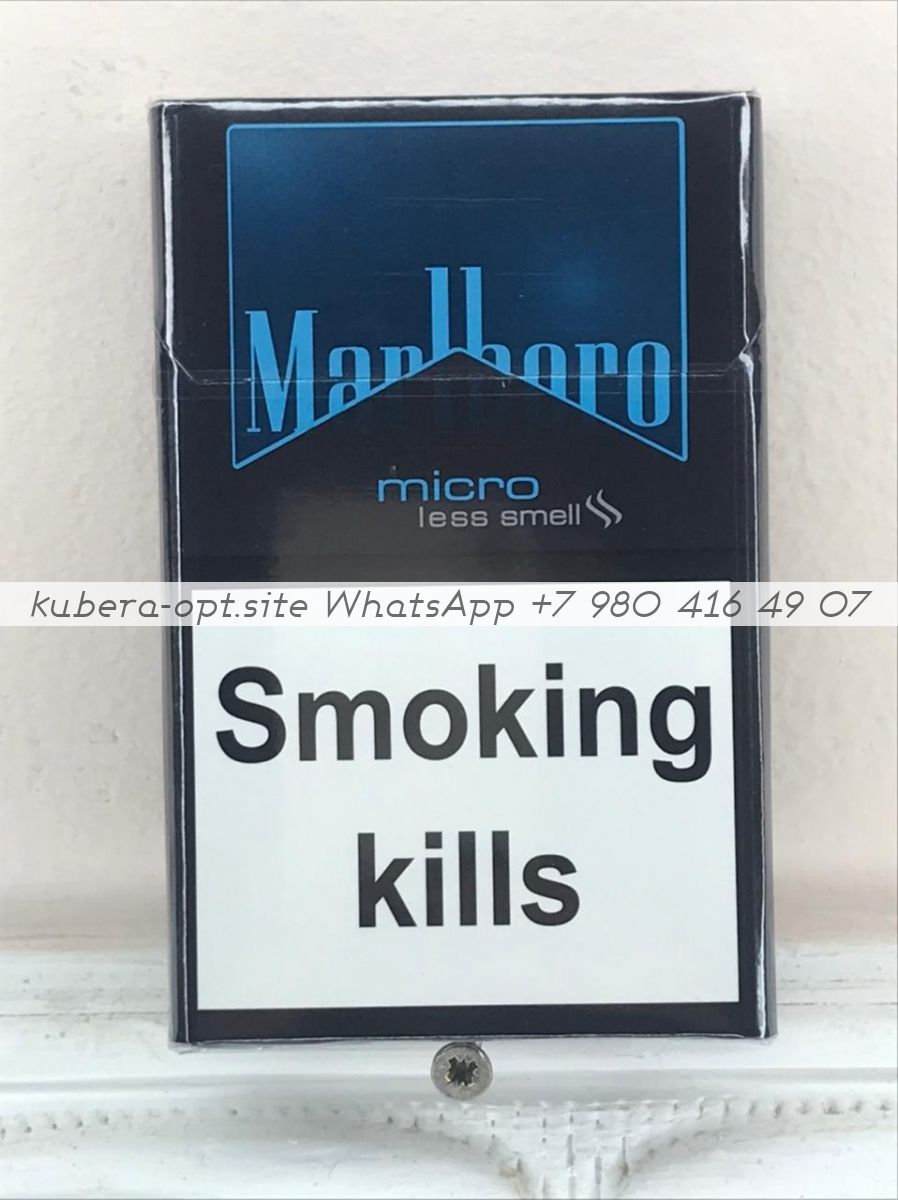 Marlboro
micro
less smell
kubera-opt.site WhatsApp +7 980 416 49 07
Smoking
kills